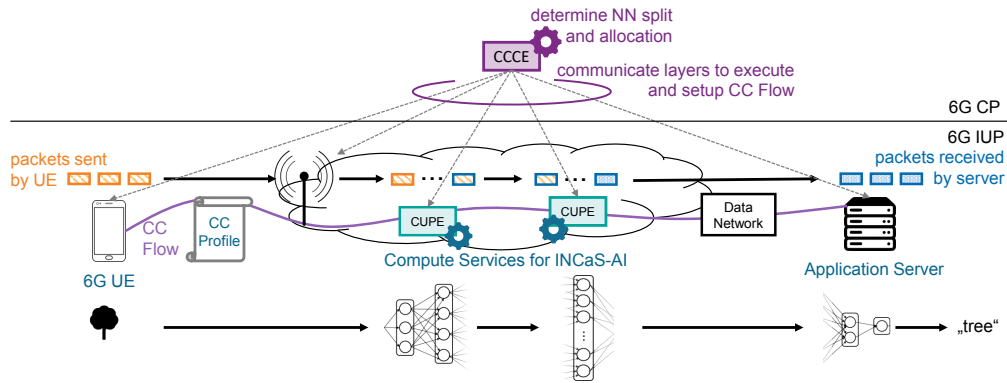 determine NN split
and allocation
CCCE
communicate layers to execute
and setup CC Flow
6G CP
6G IUP
packets sent
by UE
packets received
by server
CC
Flow
CC
Profile
CUPE
CUPE
Data
Network
6G UE
Compute Services for INCaS-AI
Application Server
„tree“